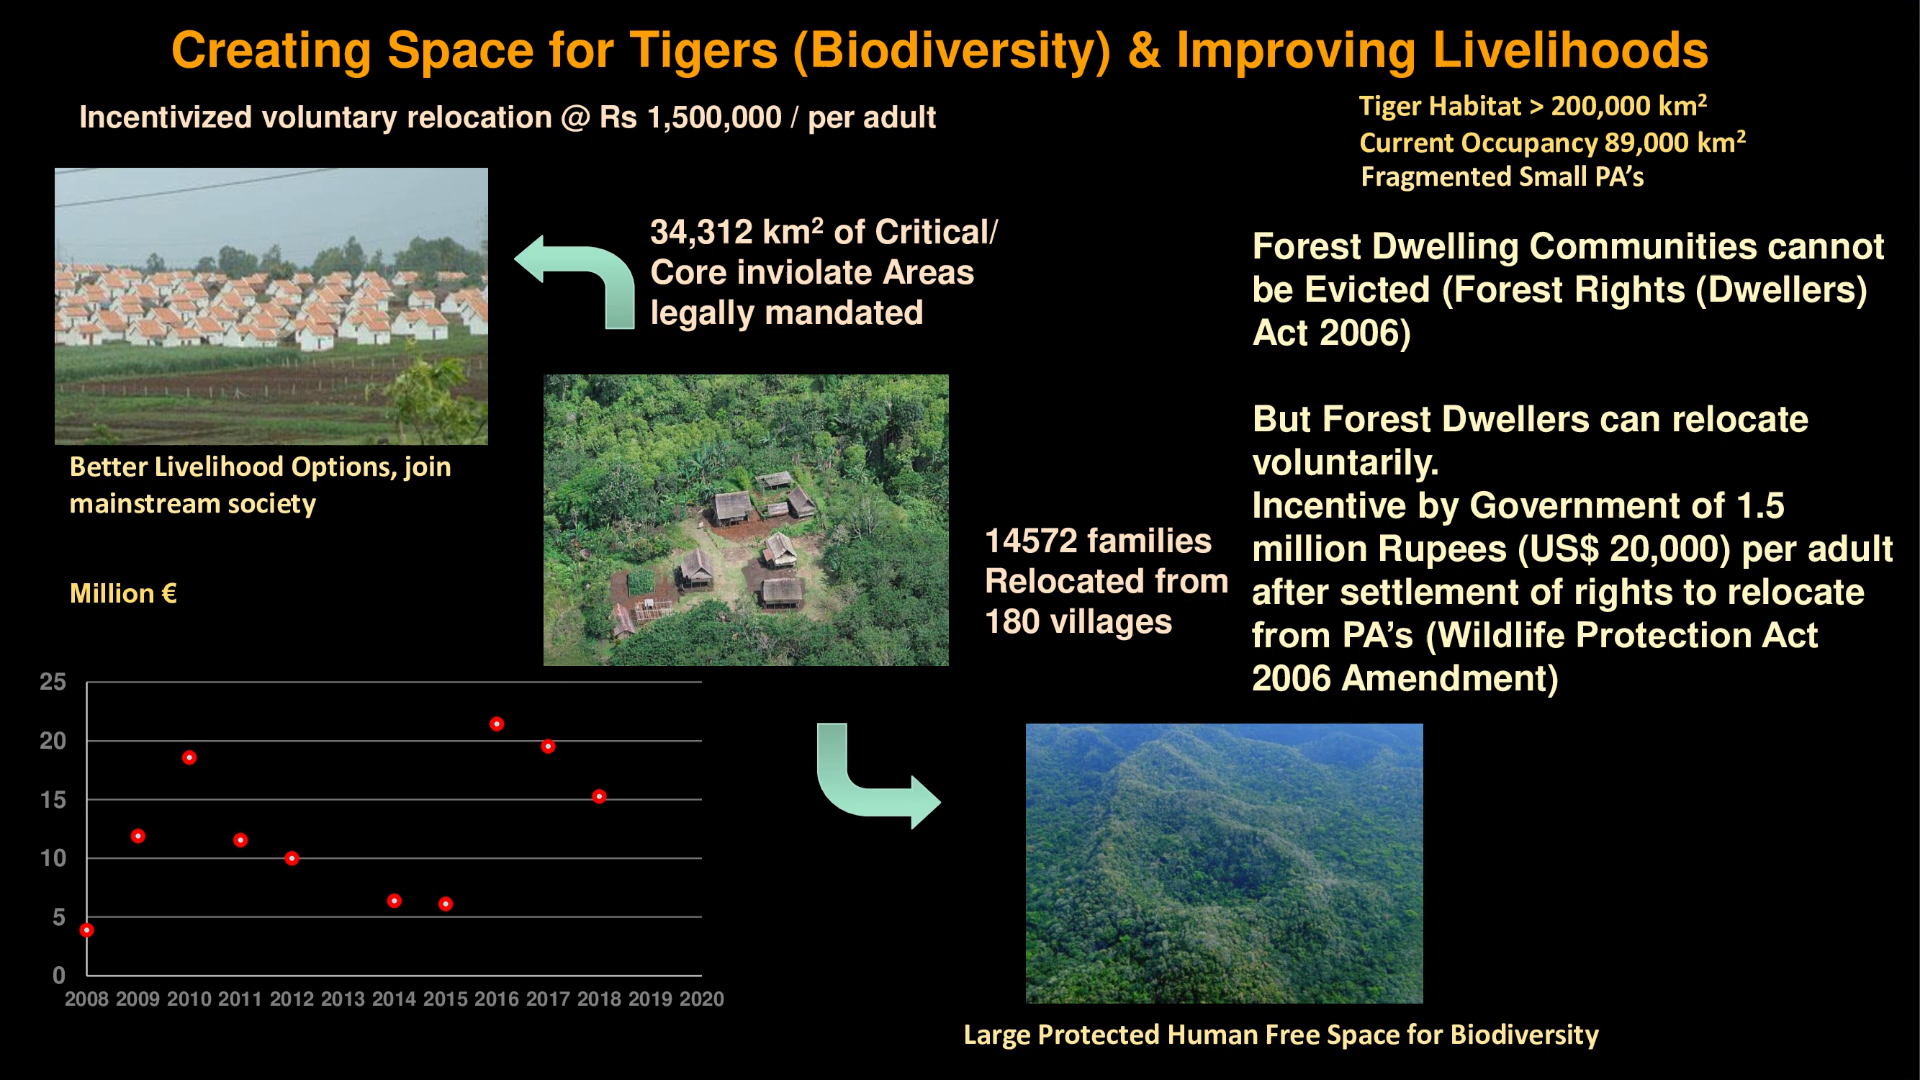 Creating Space for Tigers (Biodiversity) & Improving Livelihoods
Incentivized voluntary relocation @ Rs 1,500,000 / per adult
Tiger Habitat > 200,000 km²
Current Occupancy 89,000 km²
Fragmented Small PA’s
34,312 km² of Critical/
Core inviolate Areas
legally mandated
Forest Dwelling Communities cannot
be Evicted (Forest Rights (Dwellers)
Act 2006)
But Forest Dwellers can relocate
voluntarily.
Incentive by Government of 1.5
million Rupees (US$ 20,000) per adult
after settlement of rights to relocate
from PA’s (Wildlife Protection Act
2006 Amendment)
Better Livelihood Options, join
mainstream society
14572 families
Relocated from
180 villages
Million €
25
20
15
10
5
0
2008 2009 2010 2011 2012 2013 2014 2015 2016 2017 2018 2019 2020
Large Protected Human Free Space for Biodiversity